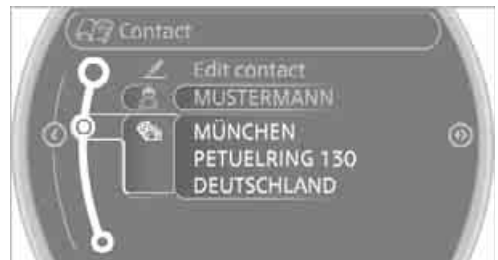 Contact
Edit contact
MUSTERMANN
MÜNCHEN
PETUELRING 130
DEUTSCHLAND